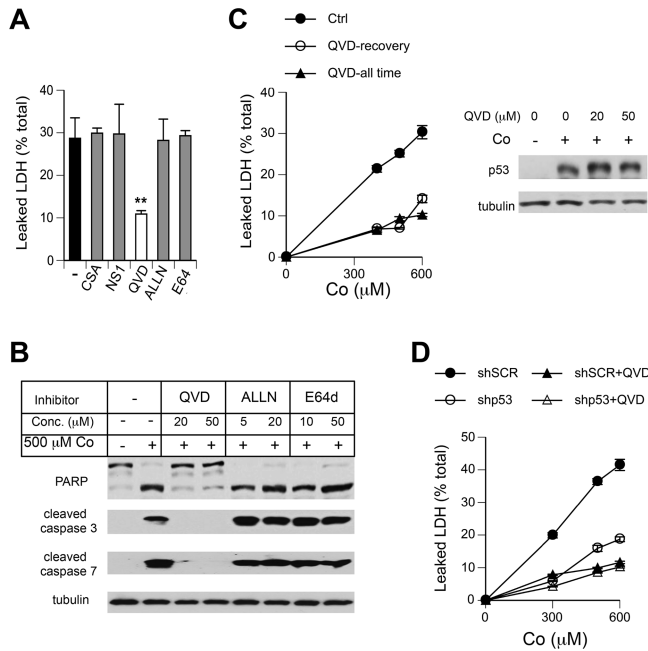 A
Leaked LDH (% total)
40
30
20
10
0
**
-
CSA
NS1
QVD
ALLN
E64
C
Ctrl
QVD-recovery
QVD-all time
Leaked LDH (% total)
40
30
20
10
0
0
300
600
Co (μM)
QVD (μM) 0 0 20 50
Co - + + +
p53
tubulin
B
Inhibitor - QVD ALLN E64d
Conc. (μM) - - 20 50 5 20 10 50
500 μM Co - + + + + + + +
PARP
cleaved
caspase 3
cleaved
caspase 7
tubulin
D
shSCR shSCR+QVD
shp53 shp53+QVD
Leaked LDH (% total)
50
40
30
20
10
0
0 300 600
Co (μM)